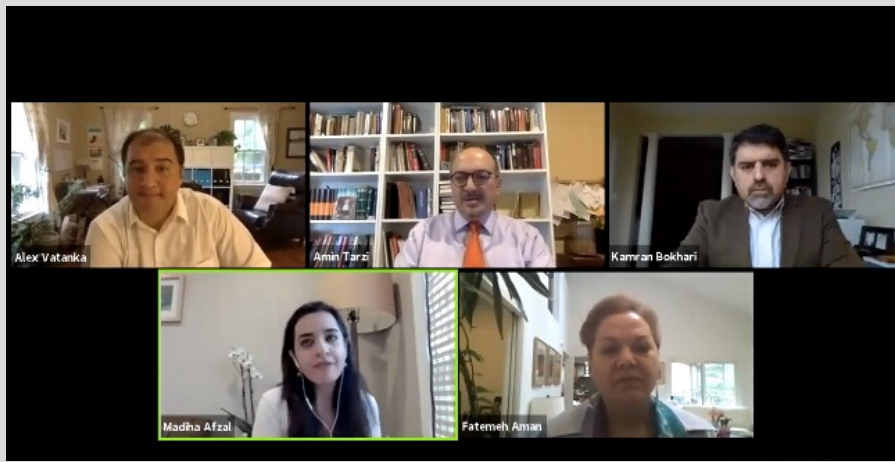 Alex Vatanka
Amin Tarzi
Kamran Bokhari
Madiha Afzal
Fatemeh Aman